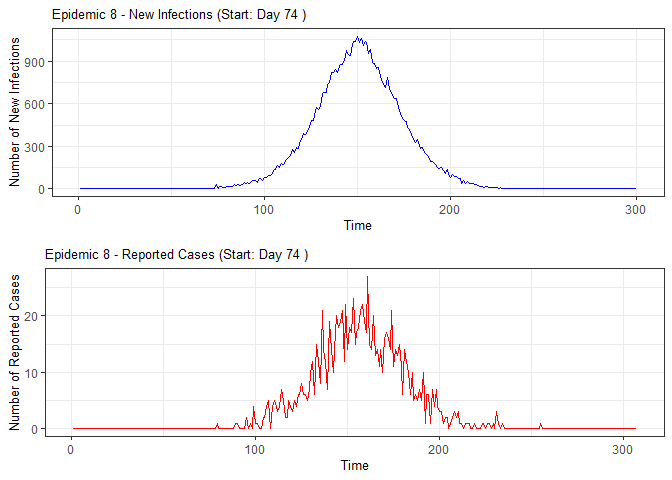 Epidemic 8 - New Infections (Start: Day 74 )
Number of New Infections
900
600
300
0
0
100
200
300
Time
Epidemic 8 - Reported Cases (Start: Day 74 )
Number of Reported Cases
20
10
0
0
100
200
300
Time